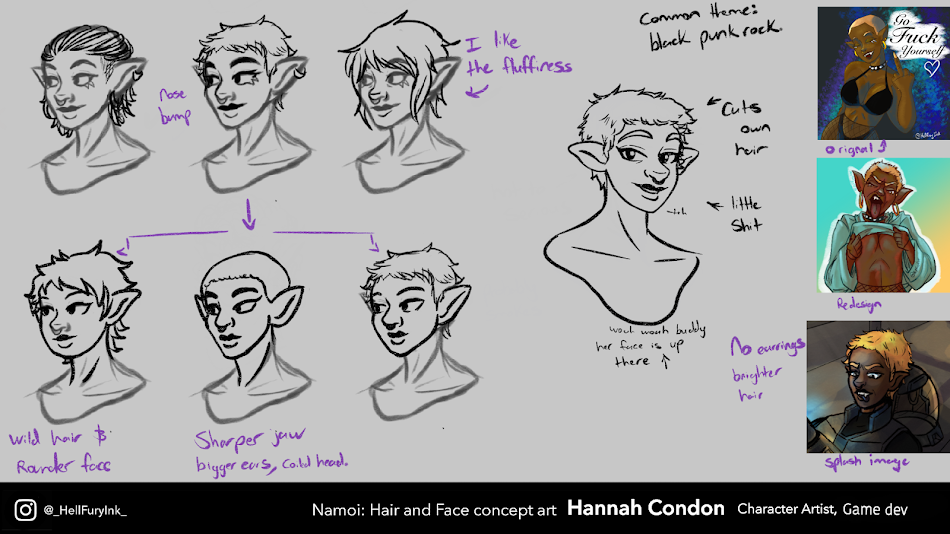 I like
the fluffiness
nose
bump
Common theme:
black punk rock
Go
Fuck
Yourself
Orignal
Cuts
own
hair
little
shit
Redesign
woah woah buddy
her face is up
there
No earrings
brighter
hair
splash image
Wild hair &
Rounder face
Sharper jaw
bigger ears, head.
@_HellFuryInk_
Namoi: Hair and Face concept art Hannah Condon Character Artist, Game dev